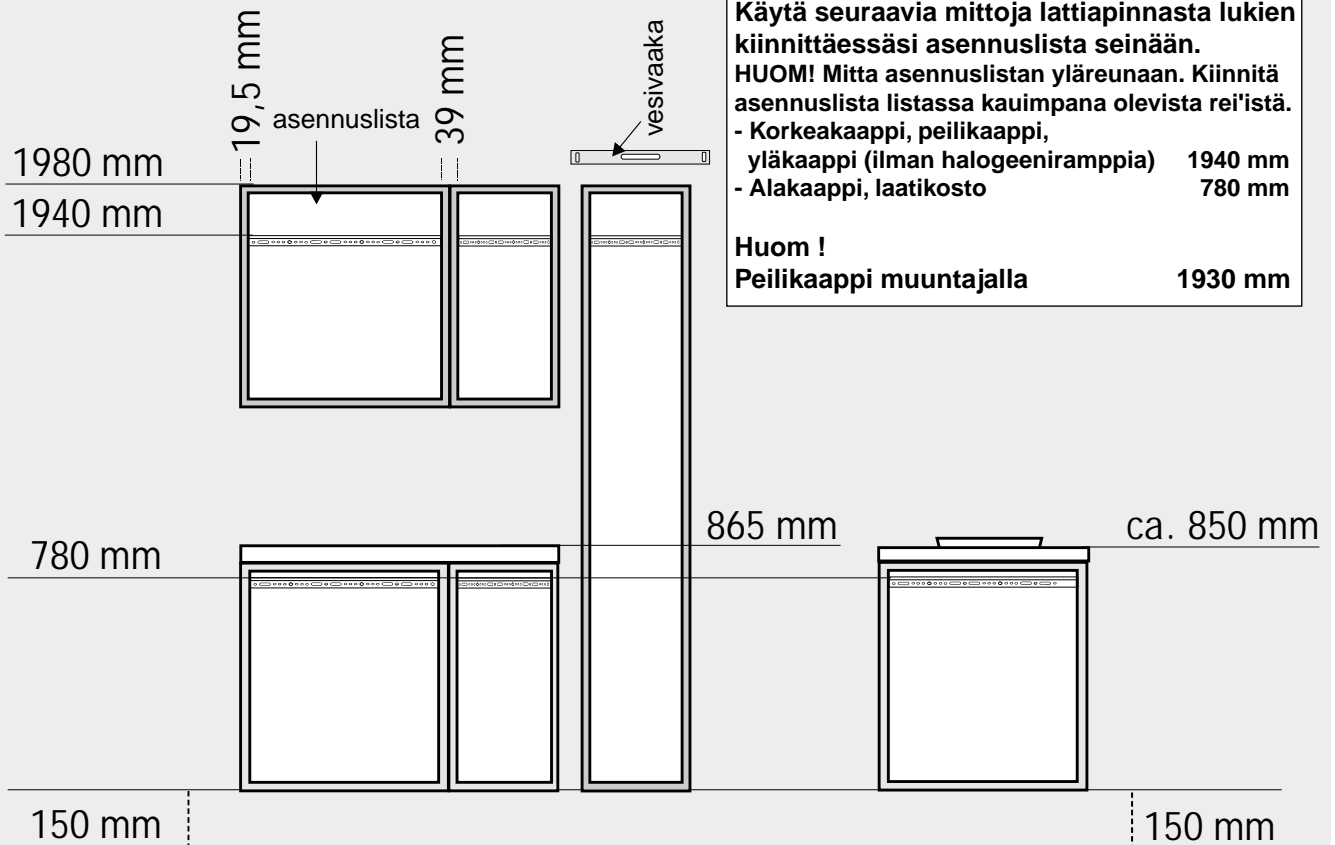 Käytä seuraavia mittoja lattiapinnasta lukien
kiinnittäessäsi asennuslista seinään.
HUOM! Mitta asennuslistan yläreunaan. Kiinnitä
asennuslista listassa kauimpana olevista rei'istä.
- Korkeakaappi, peilikaappi,
yläkaappi (ilman halogeeniramppia) 1940 mm
- Alakaappi, laatikosto 780 mm
Huom !
Peilikaappi muuntajalla 1930 mm
19,5 mm
asennuslista
39 mm
vesivaaka
1980 mm
1940 mm
865 mm
ca. 850 mm
780 mm
150 mm
150 mm